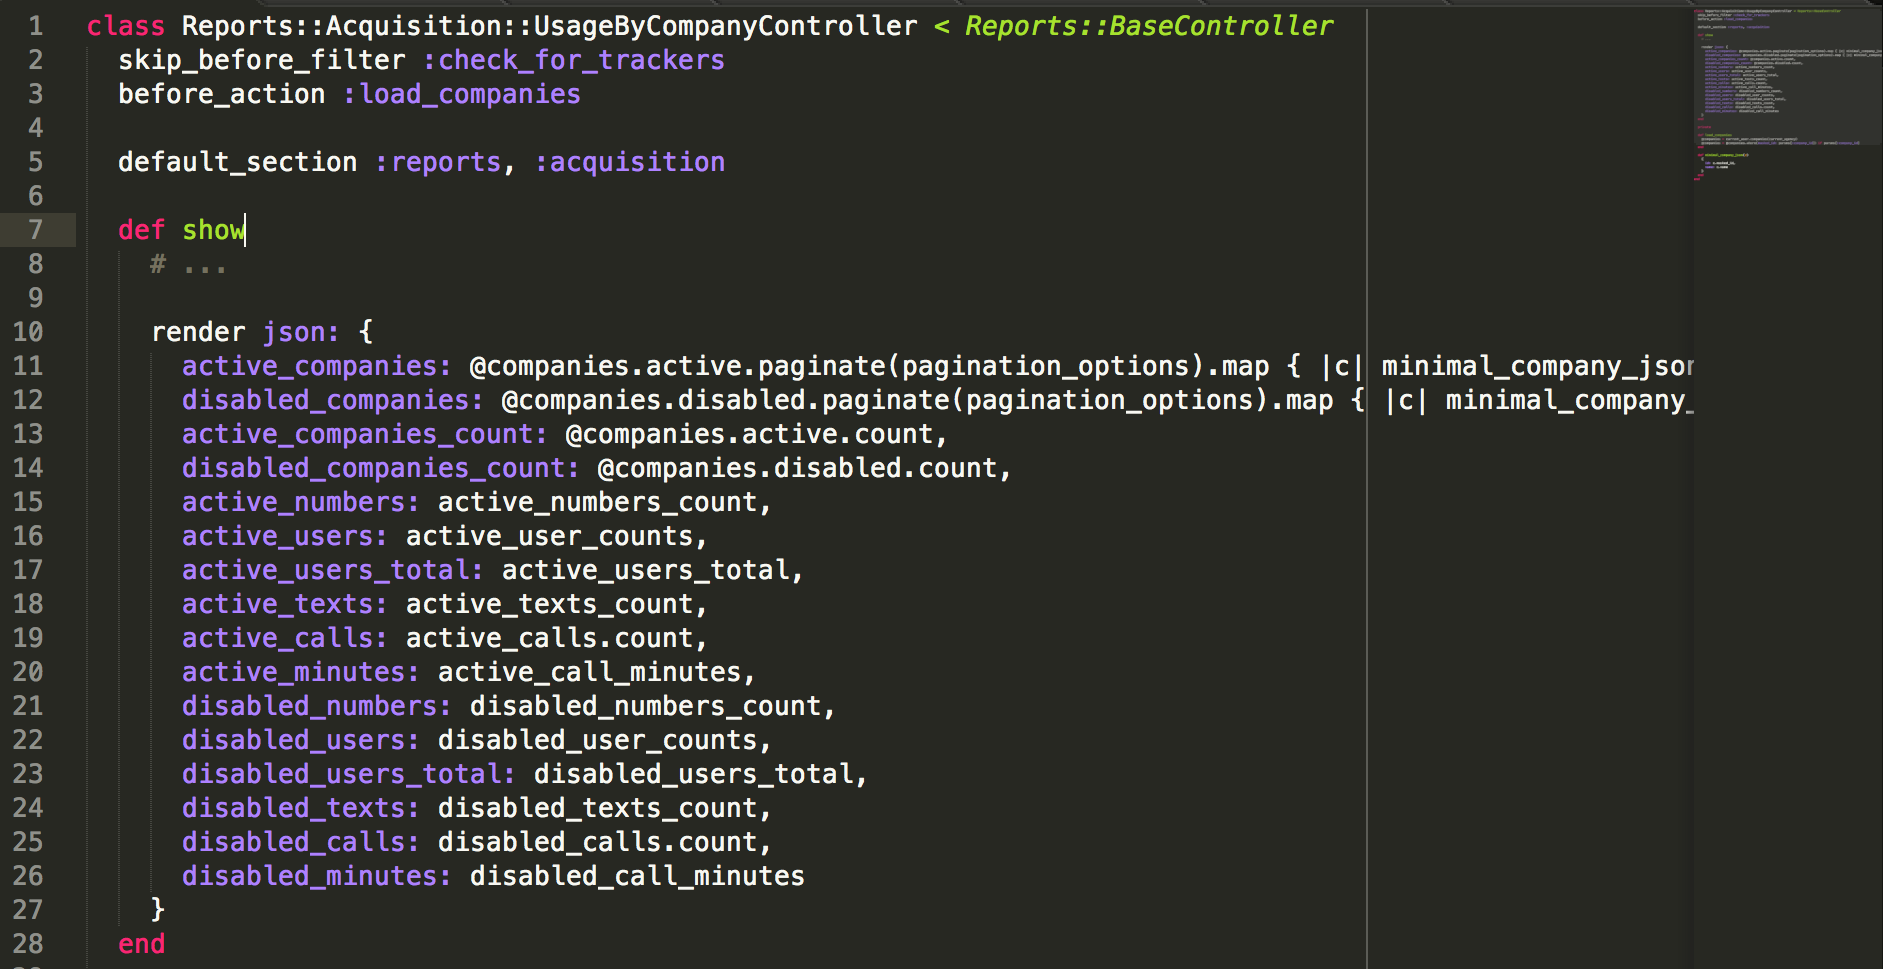 1 class Reports::Acquisition::UsageByCompanyController < Reports::BaseController
2 skip_before_filter :check_for_trackers
3 before_action :load_companies
4
5 default_section :reports, :acquisition
6
7 def show
8 # ...
9
10 render json: {
11 active_companies: @companies.active.paginate(pagination_options).map { |c| minimal_company_json
12 disabled_companies: @companies.disabled.paginate(pagination_options).map { |c| minimal_company_
13 active_companies_count: @companies.active.count,
14 disabled_companies_count: @companies.disabled.count,
15 active_numbers: active_numbers_count,
16 active_users: active_user_counts,
17 active_users_total: active_users_total,
18 active_texts: active_texts_count,
19 active_calls: active_calls.count,
20 active_minutes: active_call_minutes,
21 disabled_numbers: disabled_numbers_count,
22 disabled_users: disabled_user_counts,
23 disabled_users_total: disabled_users_total,
24 disabled_texts: disabled_texts_count,
25 disabled_calls: disabled_calls.count,
26 disabled_minutes: disabled_call_minutes
27 }
28 end